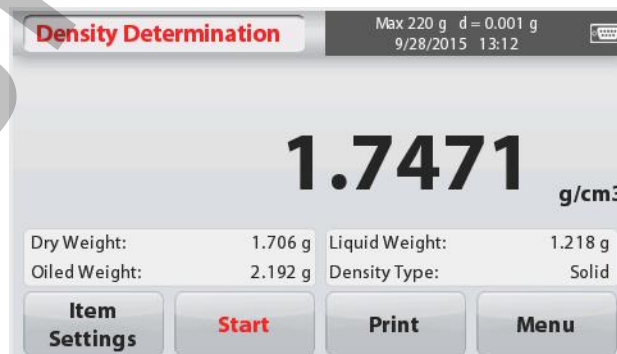 Density Determination
Max 220 g d = 0.001 g
9/28/2015 13:12
1.7471
g/cm3
Dry Weight: 1.706 g Liquid Weight: 1.218 g
Oiled Weight: 2.192 g Density Type: Solid
Item
Settings
Start
Print
Menu